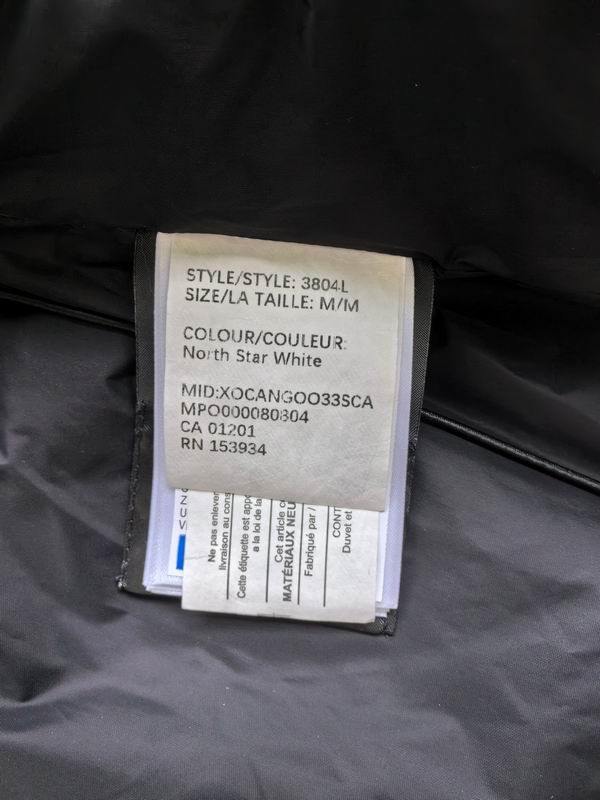 STYLE/STYLE: 3804L
SIZE/LA TAILLE: M/M
COLOUR/COULEUR:
North Star White
MID:XOCANGOO33SCA
MPO000080804
CA 01201
RN 153934
Z
U
V
Ne pas enlever
livraison au cons
Cette étiquette est appo
a la loi de la
Cet article c
MATÉRIAUX NEU
Fabriqué par /
CONT
Duvet et